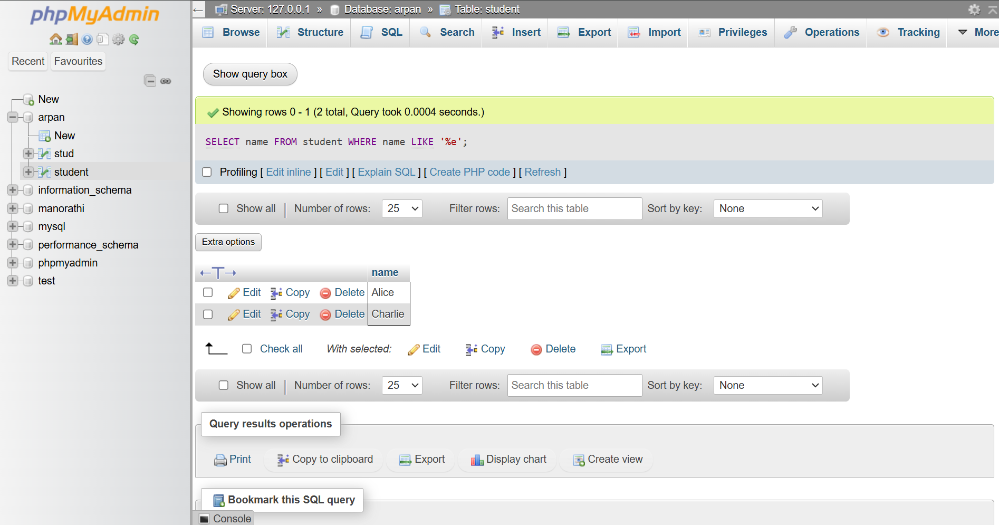 phpMyAdmin
Recent Favourites
New
arpan
New
stud
student
information_schema
manorathi
mysql
performance_schema
phpmyadmin
test
Server: 127.0.0.1 » Database: arpan » Table: student
Browse Structure SQL Search Insert Export Import Privileges Operations Tracking More
Show query box
Showing rows 0 - 1 (2 total, Query took 0.0004 seconds.)
SELECT name FROM student WHERE name LIKE '%e';
Profiling [ Edit inline ] [ Edit ] [ Explain SQL ] [ Create PHP code ] [ Refresh ]
Show all Number of rows: 25 Filter rows: Search this table Sort by key: None
Extra options
name
Edit Copy Delete Alice
Edit Copy Delete Charlie
Check all With selected: Edit Copy Delete Export
Show all Number of rows: 25 Filter rows: Search this table Sort by key: None
Query results operations
Print Copy to clipboard Export Display chart Create view
Bookmark this SQL query
Console